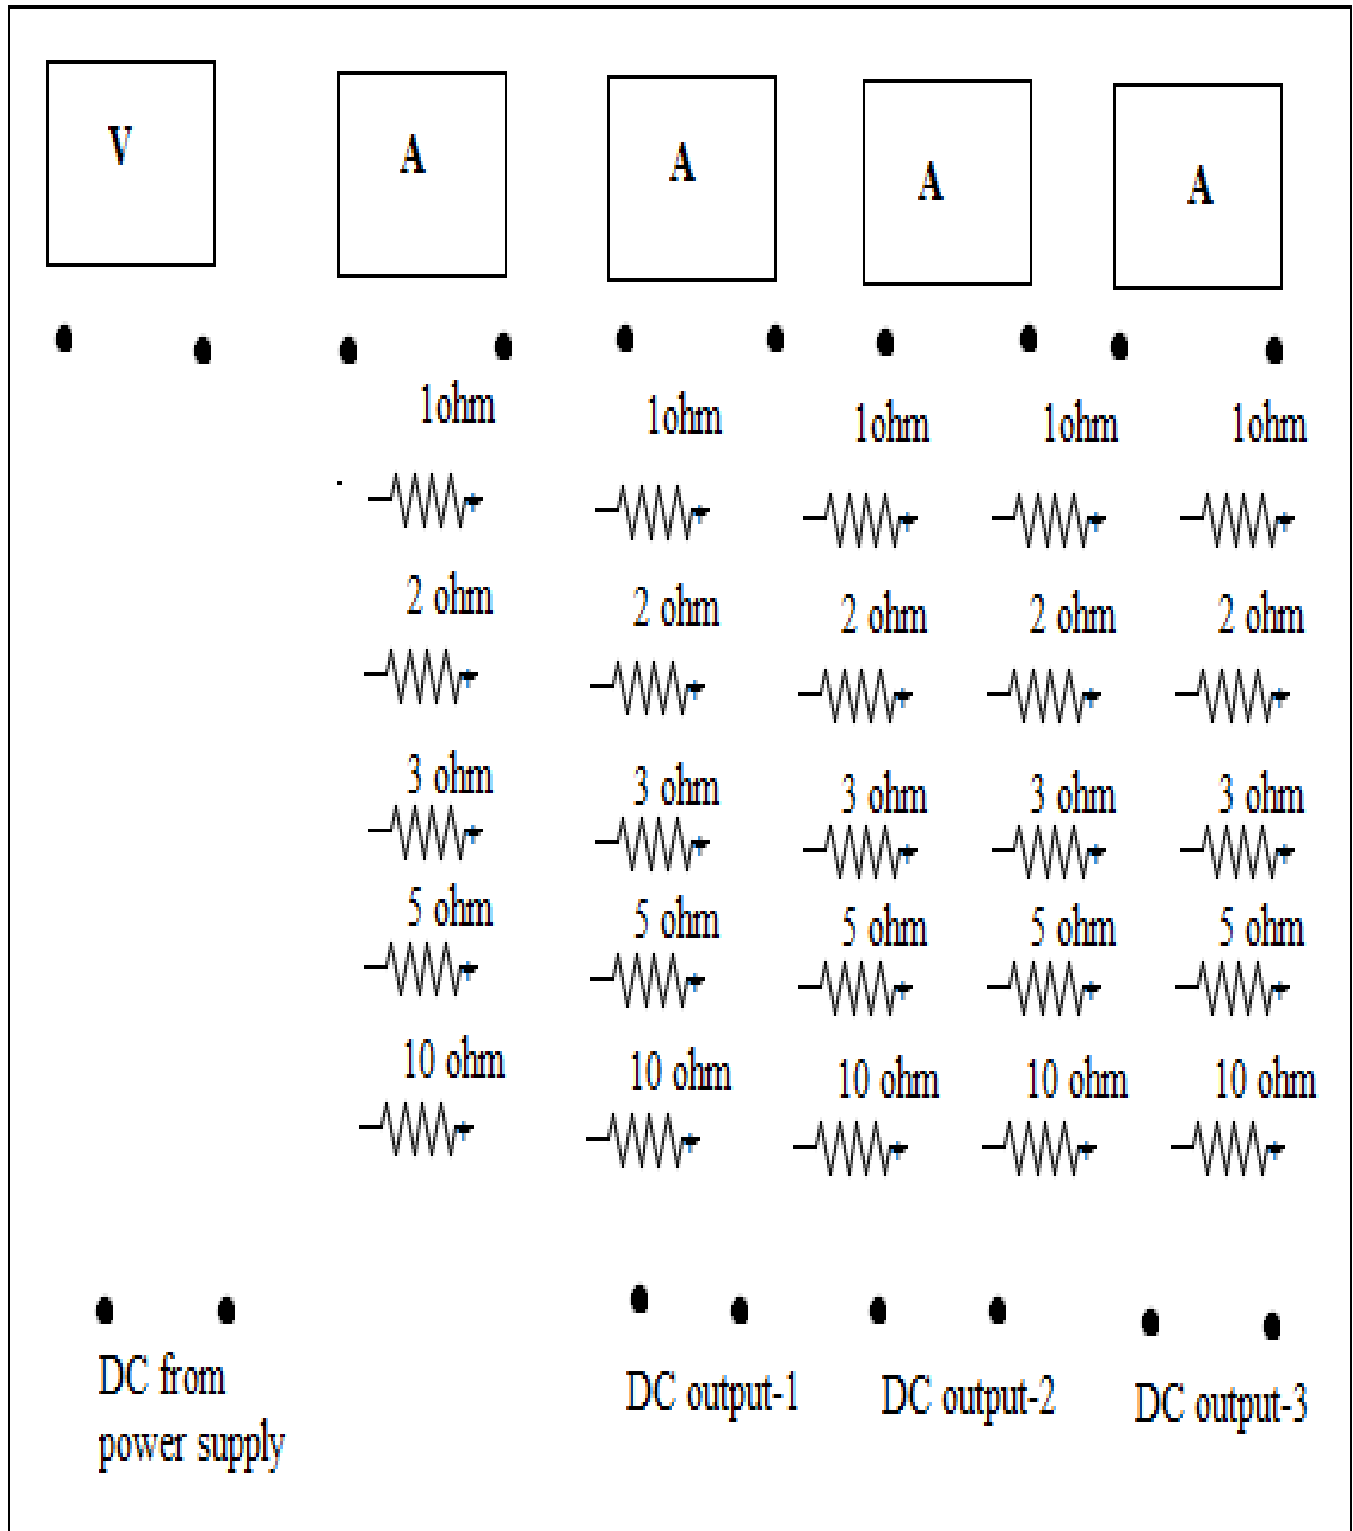 V A A A A
1ohm 1ohm 1ohm 1ohm 1ohm
2 ohm 2 ohm 2 ohm 2 ohm 2 ohm
3 ohm 3 ohm 3 ohm 3 ohm 3 ohm
5 ohm 5 ohm 5 ohm 5 ohm 5 ohm
10 ohm 10 ohm 10 ohm 10 ohm 10 ohm
DC from
power supply
DC output-1 DC output-2 DC output-3